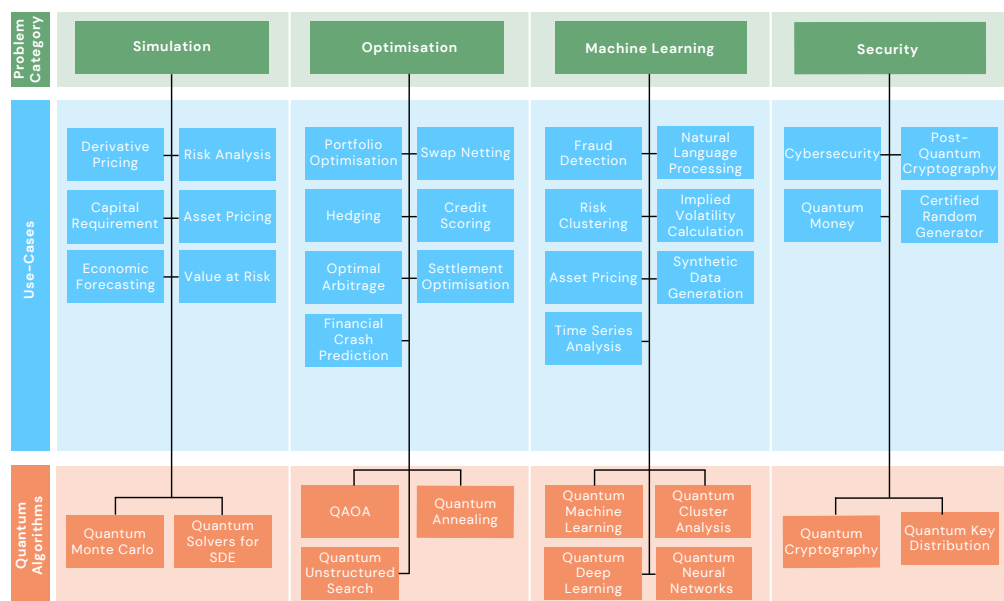 Problem
Category
Simulation
Optimisation
Machine Learning
Security
Use-Cases
Derivative
Pricing
Risk Analysis
Capital
Requirement
Asset Pricing
Economic
Forecasting
Value at Risk
Portfolio
Optimisation
Swap Netting
Hedging
Credit
Scoring
Optimal
Arbitrage
Settlement
Optimisation
Financial
Crash
Prediction
Fraud
Detection
Natural
Language
Processing
Risk
Clustering
Implied
Volatility
Calculation
Asset Pricing
Synthetic
Data
Generation
Time Series
Analysis
Cybersecurity
Post-
Quantum
Cryptography
Quantum
Money
Certified
Random
Generator
Quantum
Algorithms
Quantum
Monte Carlo
Quantum
Solvers for
SDE
QAOA
Quantum
Annealing
Quantum
Unstructured
Search
Quantum
Machine
Learning
Quantum
Cluster
Analysis
Quantum
Deep
Learning
Quantum
Neural
Networks
Quantum
Cryptography
Quantum Key
Distribution